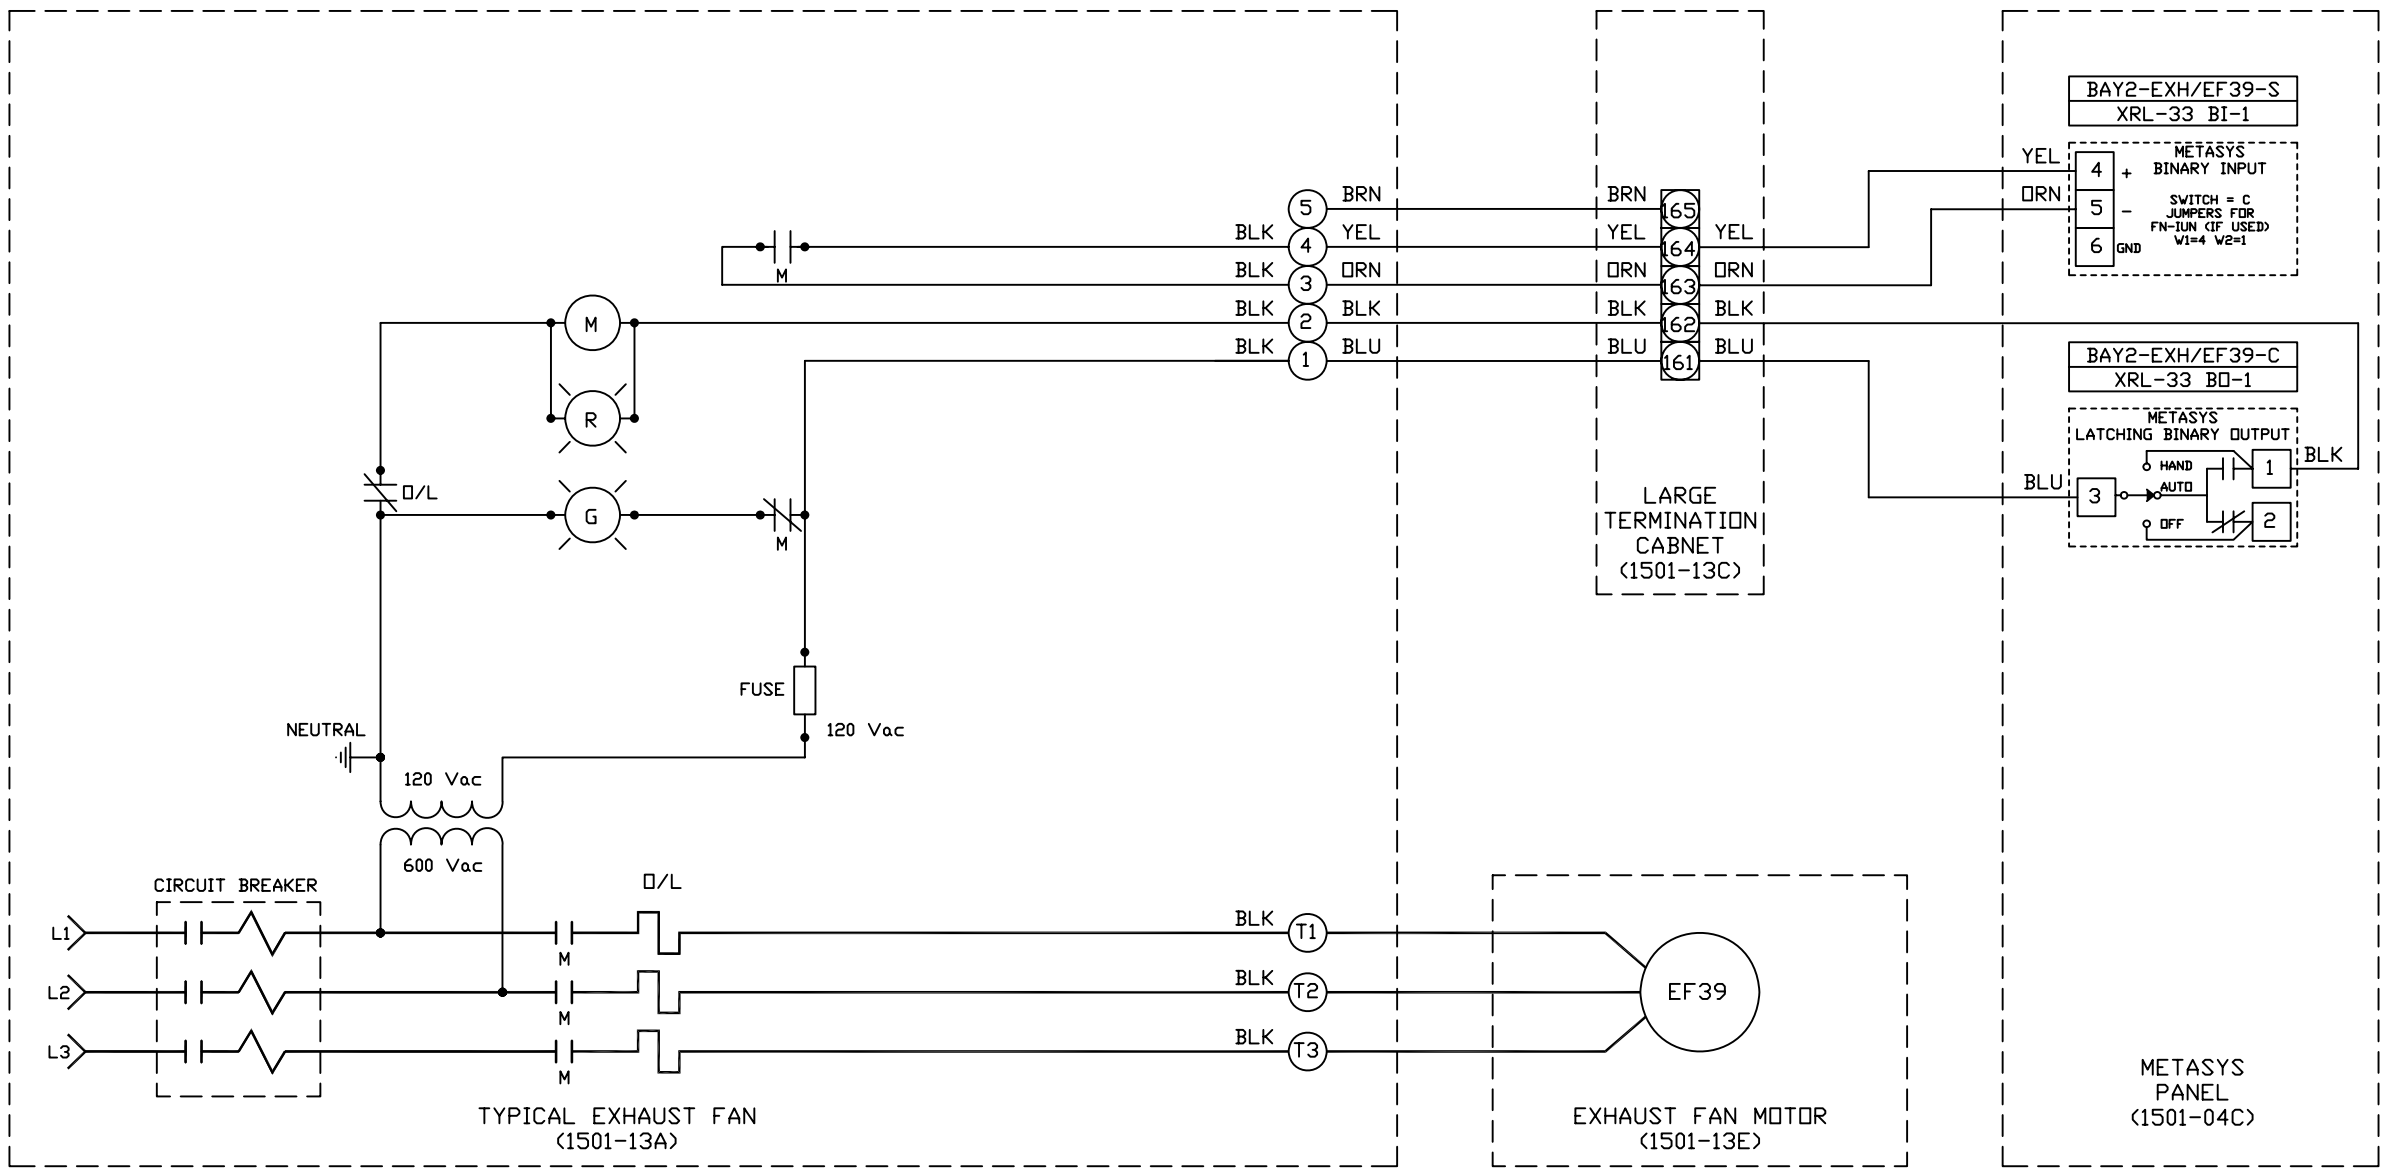 BAY2-EXH/EF39-S
XRL-33 BI-1
METASYS
BINARY INPUT
SWITCH = C
JUMPERS FOR
FN-IUN (IF USED)
W1=4 W2=1
YEL 4 +
ORN 5 -
6 GND
5 BRN BRN 165
BLK 4 YEL YEL 164 YEL
M
BLK 3 ORN ORN 163 ORN
BLK 2 BLK BLK 162 BLK
BLK 1 BLU BLU 161 BLU
M
R
O/L
G
M
BAY2-EXH/EF39-C
XRL-33 BO-1
METASYS
LATCHING BINARY OUTPUT
HAND 1 BLK
BLU 3 AUTO
OFF 2
LARGE
TERMINATION
CABNET
(1501-13C)
FUSE
NEUTRAL
120 Vac
120 Vac
600 Vac
CIRCUIT BREAKER
O/L
L1 M BLK T1
L2 M BLK T2
L3 M BLK T3
EF39
TYPICAL EXHAUST FAN
(1501-13A)
EXHAUST FAN MOTOR
(1501-13E)
METASYS
PANEL
(1501-04C)